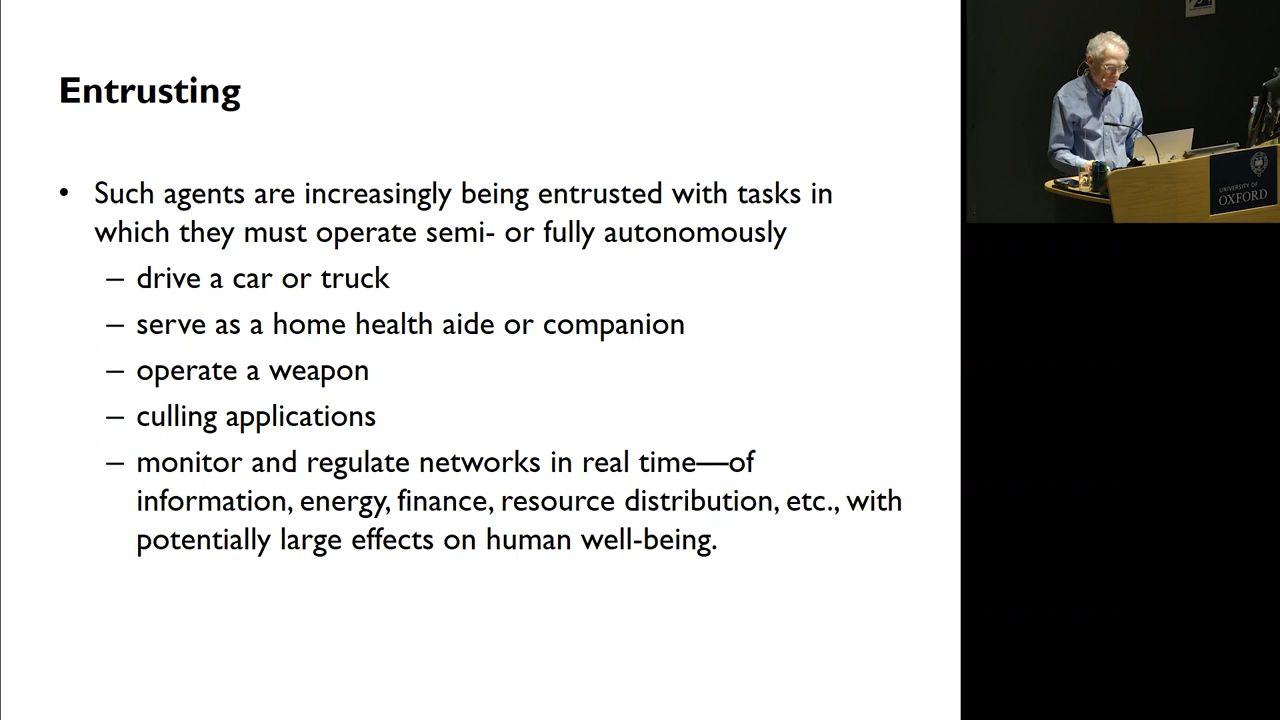 Entrusting
• Such agents are increasingly being entrusted with tasks in
which they must operate semi- or fully autonomously
– drive a car or truck
– serve as a home health aide or companion
– operate a weapon
– culling applications
– monitor and regulate networks in real time—of
information, energy, finance, resource distribution, etc., with
potentially large effects on human well-being.
UNIVERSITY OF
OXFORD